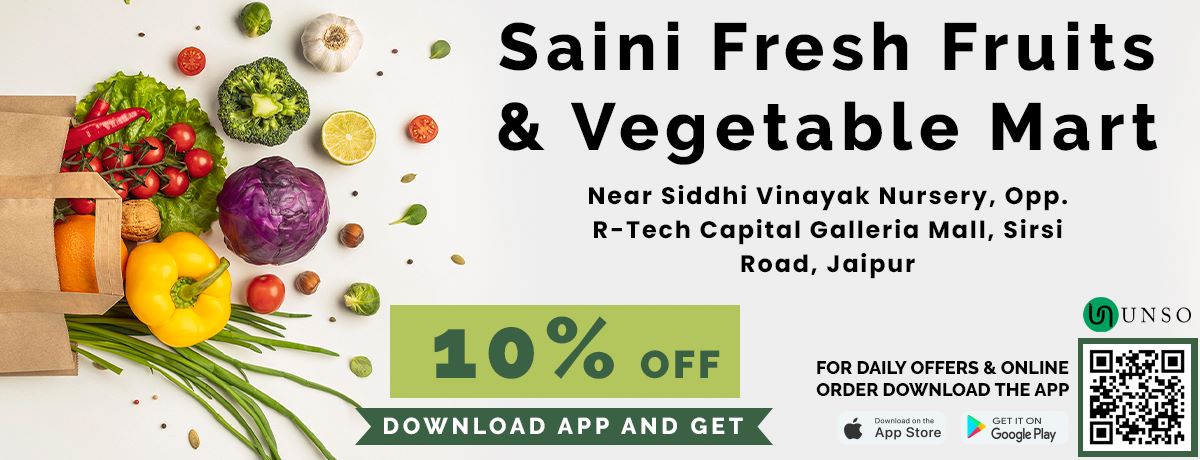 Saini Fresh Fruits
& Vegetable Mart
Near Siddhi Vinayak Nursery, Opp.
R-Tech Capital Galleria Mall, Sirsi
Road, Jaipur
10% OFF
DOWNLOAD APP AND GET
UNSO
FOR DAILY OFFERS & ONLINE
ORDER DOWNLOAD THE APP
Download on the
App Store
GET IT ON
Google Play